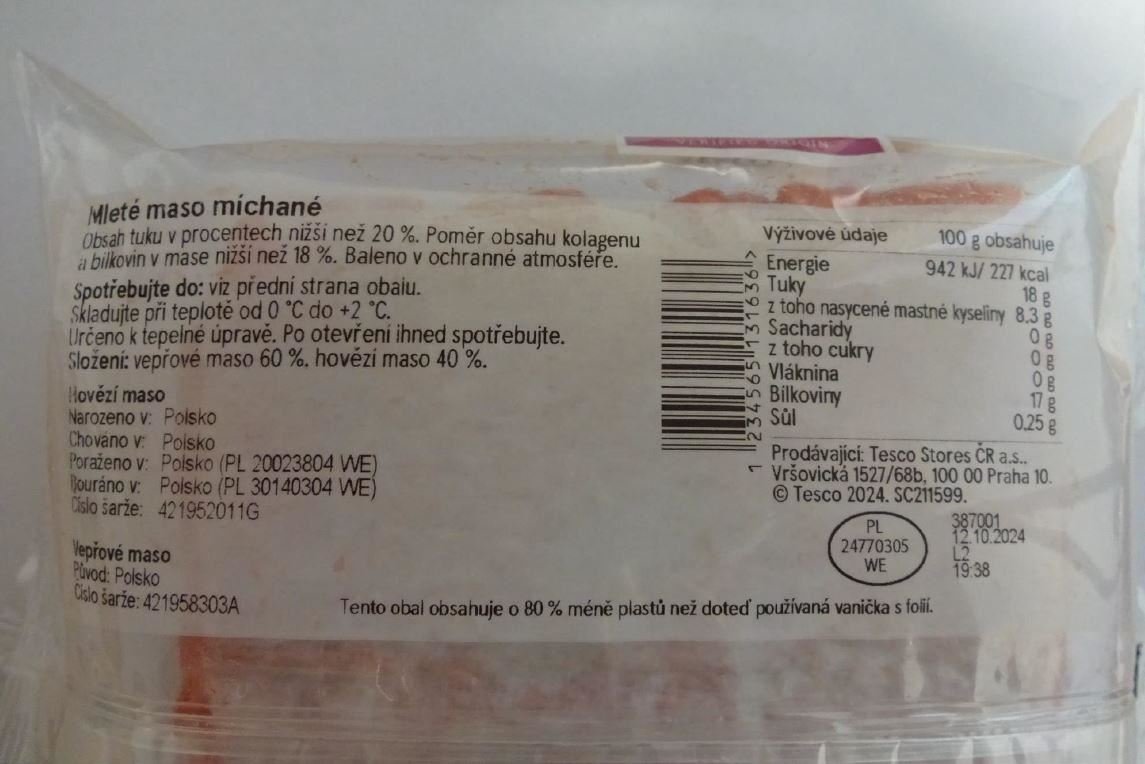 VERIFIED ORIGIN
Mleté maso míchané
Obsah tuku v procentech nižší než 20 %. Poměr obsahu kolagenu
a bílkovin v mase nižší než 18 %. Baleno v ochranné atmosféře.
Spotřebujte do: viz přední strana obalu.
Skladujte při teplotě od 0 °C do +2 °C.
Určeno k tepelné úpravě. Po otevření ihned spotřebujte.
Složení: vepřové maso 60 %. hovězí maso 40 %.
Hovězí maso
Narozeno v: Polsko
Chováno v: Polsko
Poraženo v: Polsko (PL 20023804 WE)
Bouráno v: Polsko (PL 30140304 WE)
Číslo šarže: 421952011G
Vepřové maso
Původ: Polsko
Číslo šarže: 421958303A
1 234565 131636 >
Výživové údaje 100 g obsahuje
Energie 942 kJ/ 227 kcal
Tuky 18 g
z toho nasycené mastné kyseliny 8.3 g
Sacharidy 0 g
z toho cukry 0 g
Vláknina 0 g
Bílkoviny 17 g
Sůl 0.25 g
Prodávající: Tesco Stores ČR a.s..
Vršovická 1527/68b, 100 00 Praha 10.
© Tesco 2024. SC211599.
PL
24770305
WE
387001
12.10.2024
L2
19:38
Tento obal obsahuje o 80 % méně plastů než doteď používaná vanička s folií.